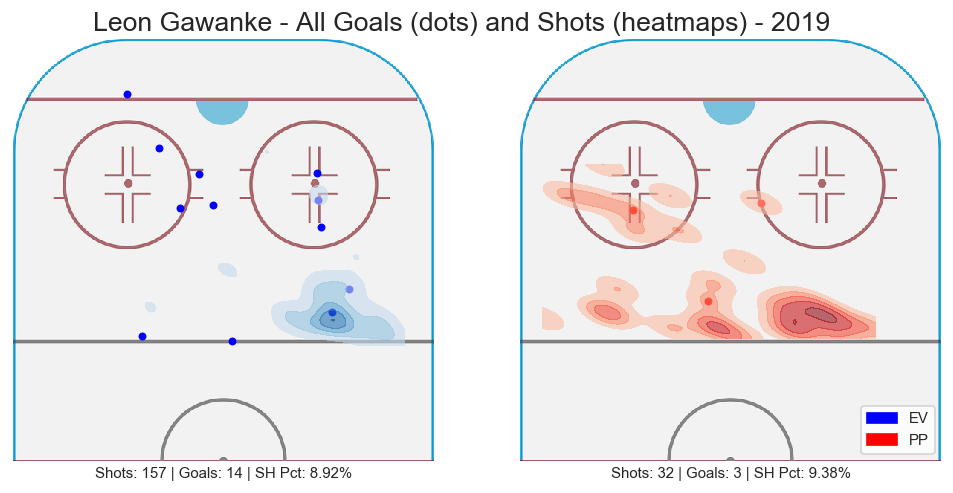 Leon Gawanke - All Goals (dots) and Shots (heatmaps) - 2019
EV
PP
Shots: 157 | Goals: 14 | SH Pct: 8.92%
Shots: 32 | Goals: 3 | SH Pct: 9.38%